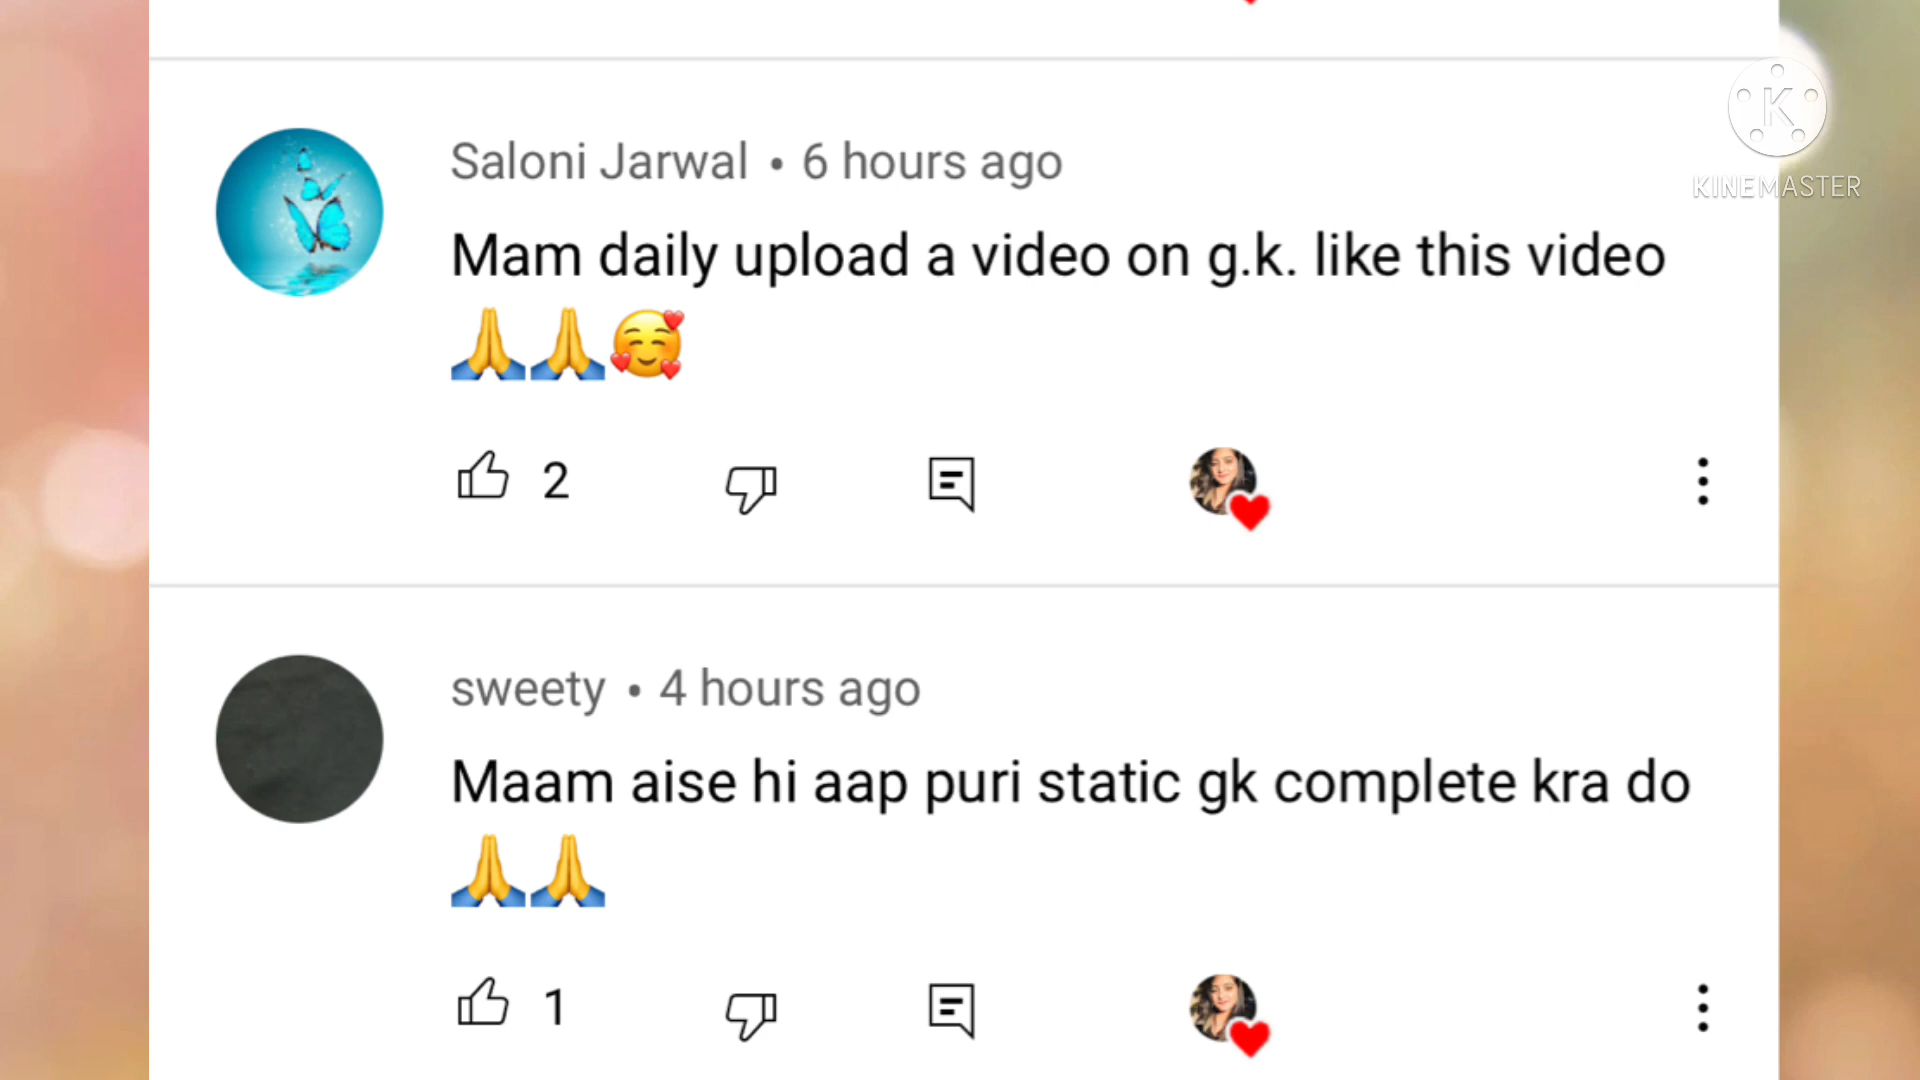 Saloni Jarwal • 6 hours ago
Mam daily upload a video on g.k. like this video
🙏🙏🥰
2
K
KINEMASTER
sweety • 4 hours ago
Maam aise hi aap puri static gk complete kra do
🙏🙏
1